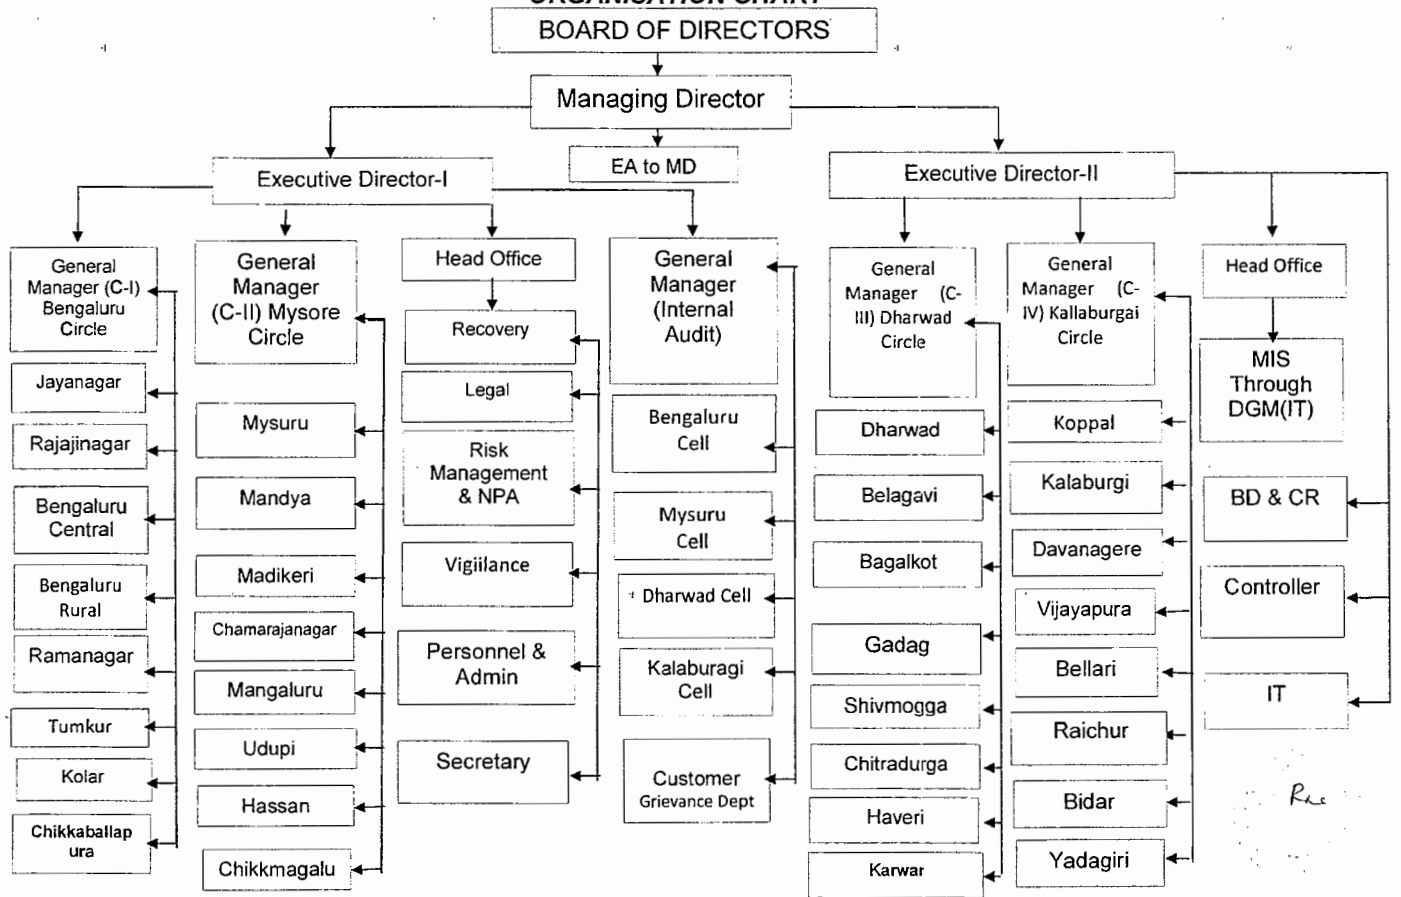 ORGANISATION CHART
BOARD OF DIRECTORS
Managing Director
EA to MD
Executive Director-I
Executive Director-II
General
Manager (C-I)
Bengaluru
Circle
Jayanagar
Rajajinagar
Bengaluru
Central
Bengaluru
Rural
Ramanagar
Tumkur
Kolar
Chikkaballap
ura
General
Manager
(C-II) Mysore
Circle
Mysuru
Mandya
Madikeri
Chamarajanagar
Mangaluru
Udupi
Hassan
Chikkmagalu
Head Office
Recovery
Legal
Risk
Management
& NPA
Vigiilance
Personnel &
Admin
Secretary
General
Manager
(Internal
Audit)
Bengaluru
Cell
Mysuru
Cell
Dharwad Cell
Kalaburagi
Cell
Customer
Grievance Dept
General
Manager (C-
III) Dharwad
Circle
Dharwad
Belagavi
Bagalkot
Gadag
Shivmogga
Chitradurga
Haveri
Karwar
General
Manager (C-
IV) Kallaburgai
Circle
Koppal
Kalaburgi
Davanagere
Vijayapura
Bellari
Raichur
Bidar
Yadagiri
Head Office
MIS
Through
DGM(IT)
BD & CR
Controller
IT